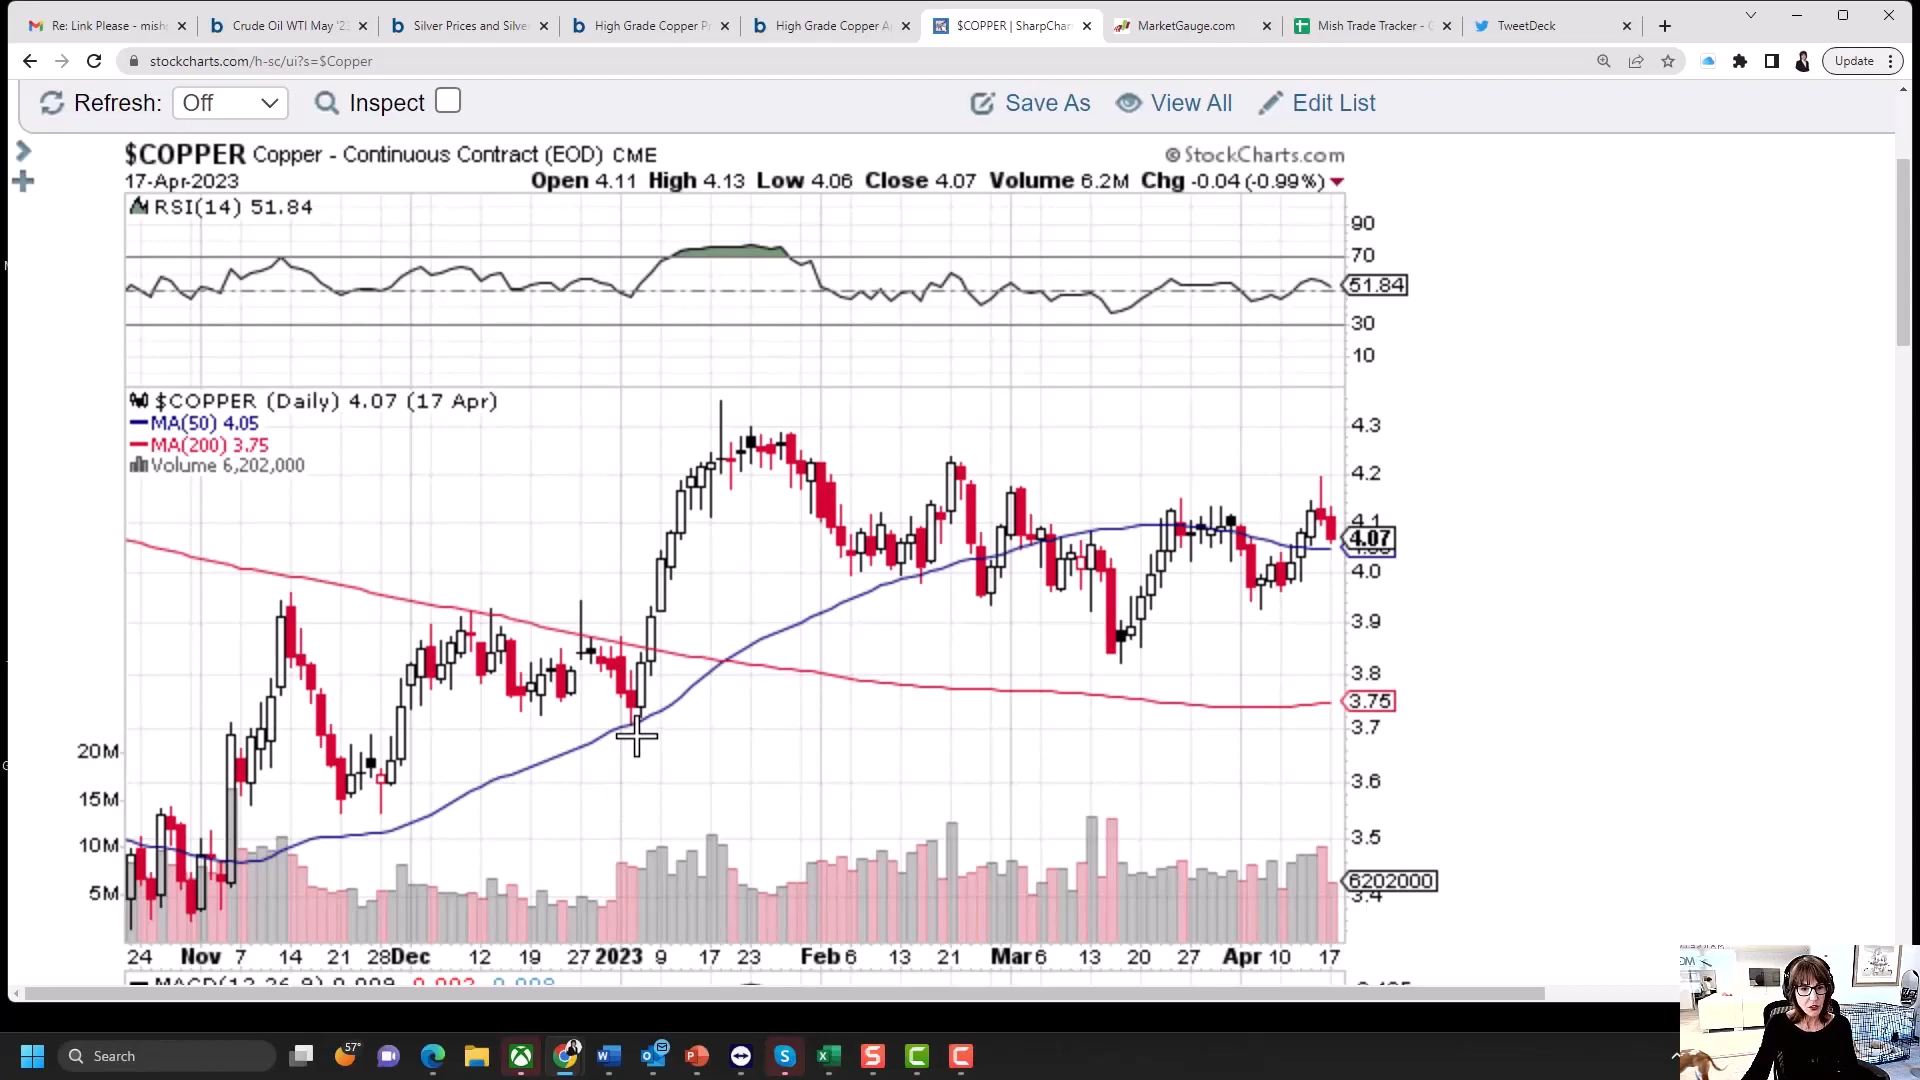 Re: Link Please - mish
Crude Oil WTI May '23
Silver Prices and Silve
High Grade Copper Pr
High Grade Copper A
$COPPER | SharpChar
MarketGauge.com
Mish Trade Tracker -
TweetDeck
stockcharts.com/h-sc/ui?s=$Copper
Update
Refresh: Off
Inspect
Save As
View All
Edit List
$COPPER Copper - Continuous Contract (EOD) CME
© StockCharts.com
17-Apr-2023
Open 4.11 High 4.13 Low 4.06 Close 4.07 Volume 6.2M Chg -0.04 (-0.99%)
RSI(14) 51.84
90
70
51.84
30
10
$COPPER (Daily) 4.07 (17 Apr)
MA(50) 4.05
MA(200) 3.75
Volume 6,202,000
4.3
4.2
4.1
4.07
4.0
3.9
3.8
3.75
3.7
3.6
3.5
6202000
3.4
20M
15M
10M
5M
24 Nov 7 14 21 28 Dec 12 19 27 2023 9 17 23 Feb 6 13 21 Mar 6 13 20 27 Apr 10 17
57°
Search